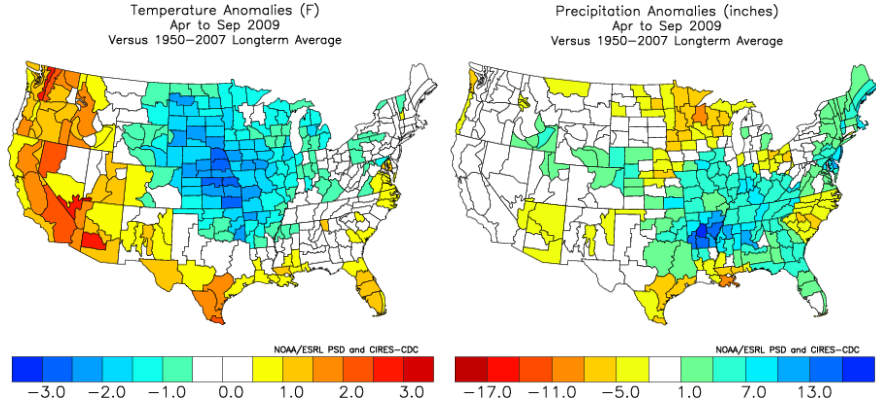 Temperature Anomalies (F)
Apr to Sep 2009
Versus 1950-2007 Longterm Average
NOAA/ESRL PSD and CIRES-CDC
-3.0 -2.0 -1.0 0.0 1.0 2.0 3.0
Precipitation Anomalies (inches)
Apr to Sep 2009
Versus 1950-2007 Longterm Average
NOAA/ESRL PSD and CIRES-CDC
-17.0 -11.0 -5.0 1.0 7.0 13.0